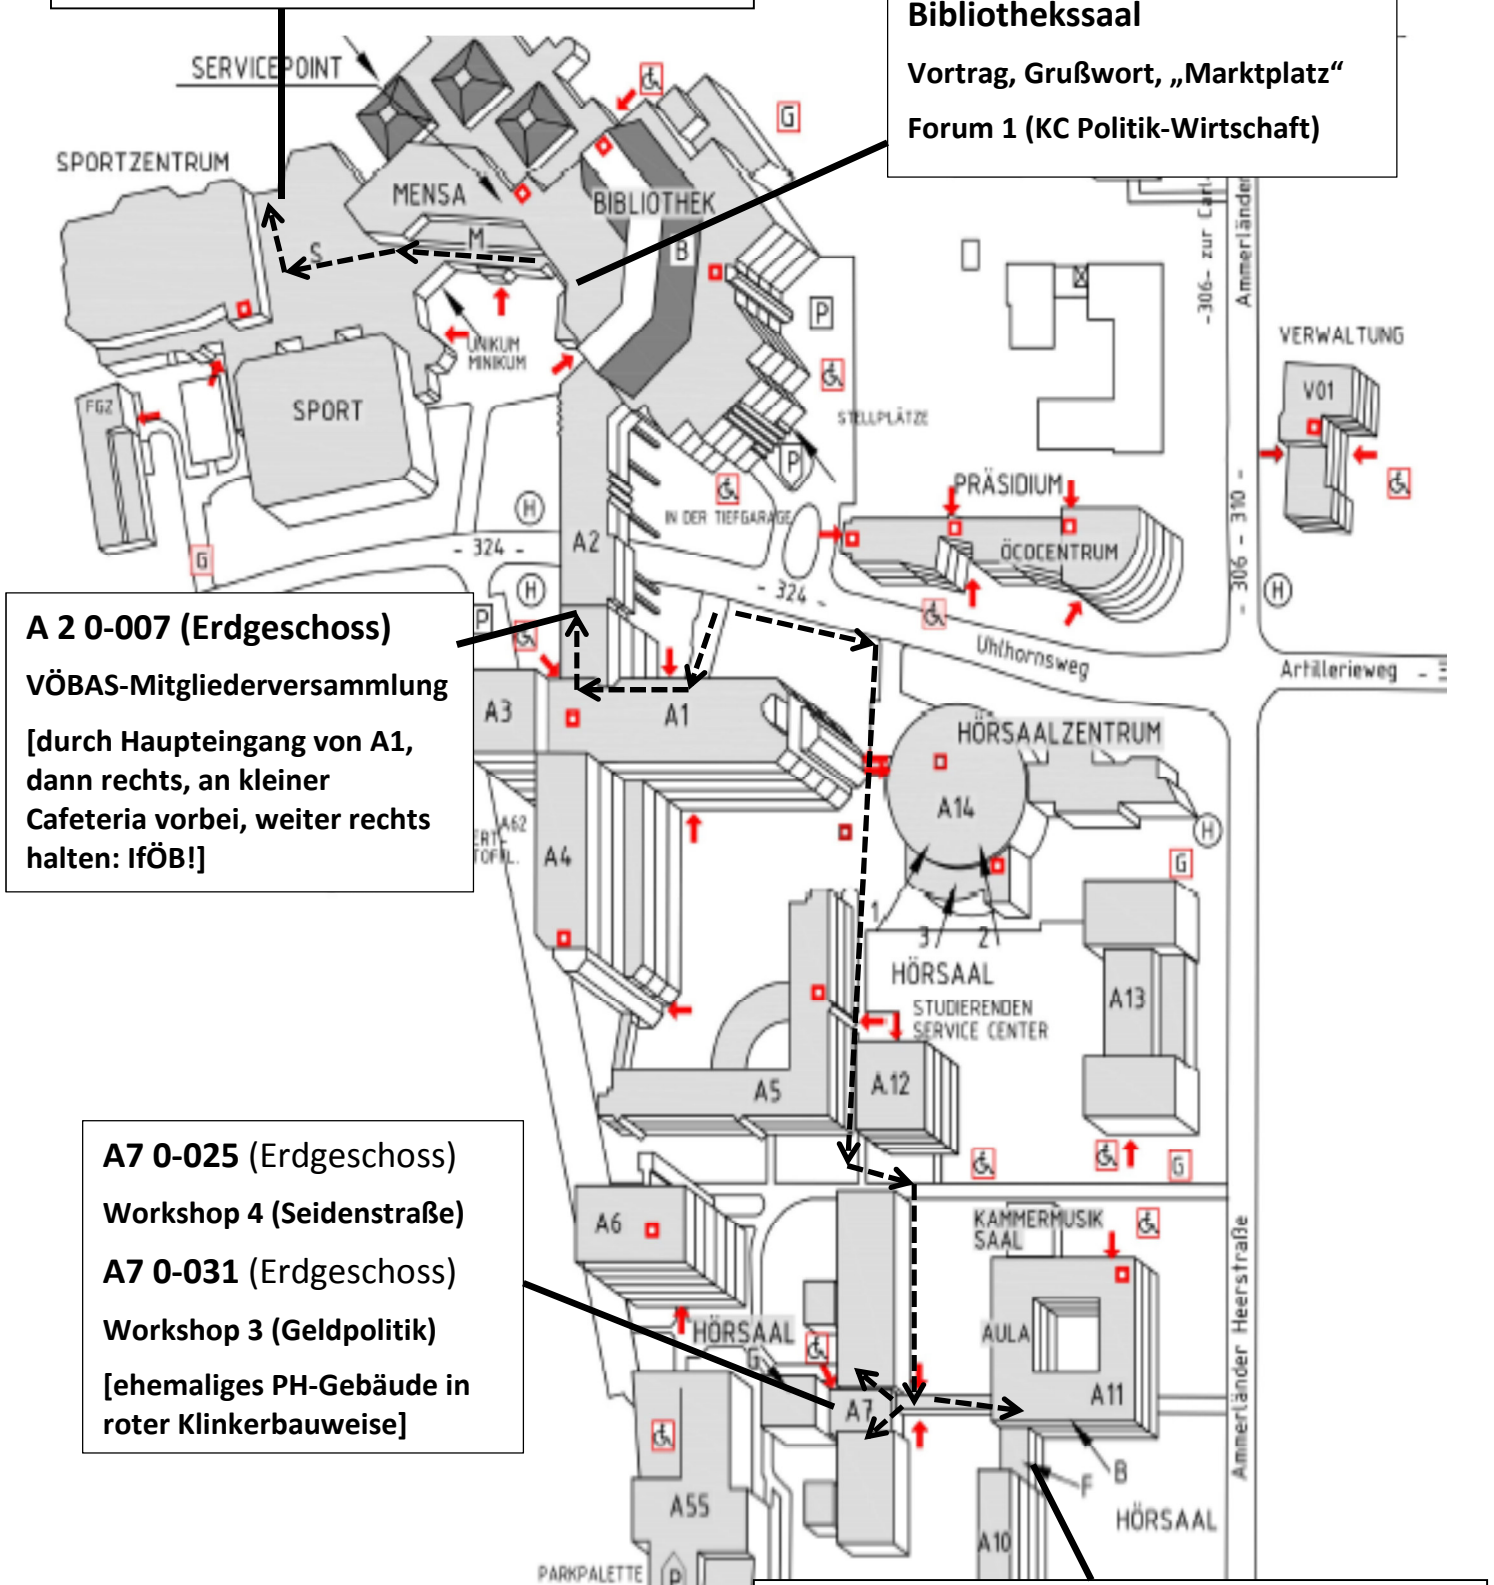 Bibliothekssaal
Vortrag, Grußwort, „Marktplatz“
Forum 1 (KC Politik-Wirtschaft)
SERVICEPOINT
G
SPORTZENTRUM
MENSA
BIBLIOTHEK
M
B
S
-306- zur Carl-
Ammerländer
P
UNIKUM
MINIKUM
VERWALTUNG
V01
FGZ
SPORT
STELLPLÄTZE
P
PRÄSIDIUM
H
IN DER TIEFGARAGE
- 324 -
A2
ÖCOCENTRUM
- 306 - 310 -
G
H
- 324 -
H
P
Uhlhornsweg
Artillerieweg -
A 2 0-007 (Erdgeschoss)
VÖBAS-Mitgliederversammlung
[durch Haupteingang von A1,
dann rechts, an kleiner
Cafeteria vorbei, weiter rechts
halten: IfÖB!]
A3
A1
HÖRSAALZENTRUM
A14
H
A62
ERT-
TOFFL.
A4
G
1
3
2
HÖRSAAL
A13
STUDIERENDEN
SERVICE CENTER
A5
A.12
G
A7 0-025 (Erdgeschoss)
Workshop 4 (Seidenstraße)
A7 0-031 (Erdgeschoss)
Workshop 3 (Geldpolitik)
[ehemaliges PH-Gebäude in
roter Klinkerbauweise]
A6
KAMMERMUSIK
SAAL
Ammerländer Heerstraße
HÖRSAAL
G
AULA
A7
A11
B
F
A55
HÖRSAAL
A10
PARKPALETTE
P